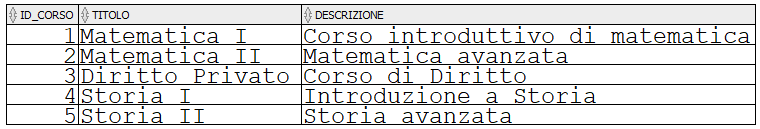 ID_CORSO TITOLO DESCRIZIONE
1 Matematica I Corso introduttivo di matematica
2 Matematica II Matematica avanzata
3 Diritto Privato Corso di Diritto
4 Storia I Introduzione a Storia
5 Storia II Storia avanzata